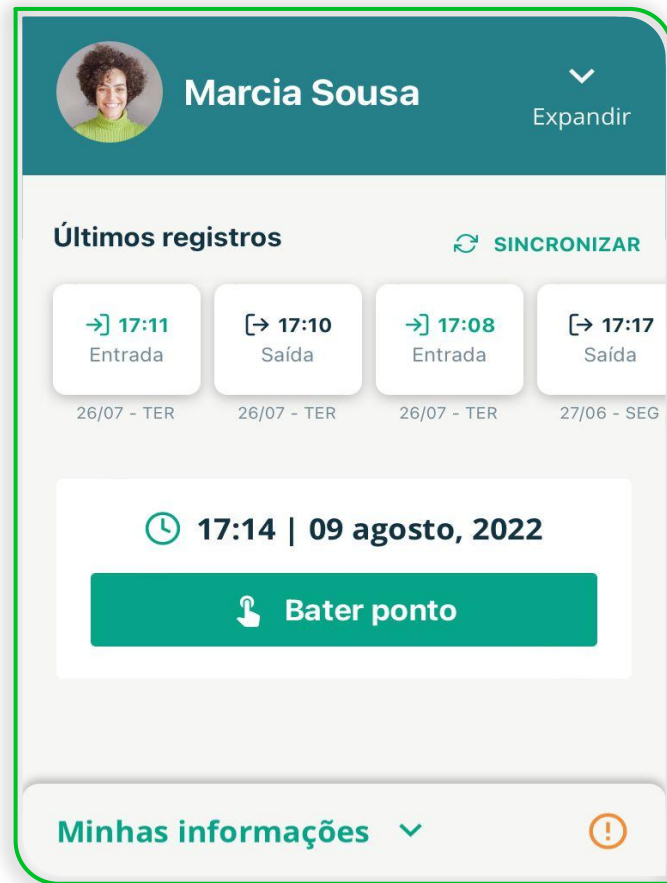 Marcia Sousa
Expandir
Últimos registros
SINCRONIZAR
17:11
Entrada
26/07 - TER
17:10
Saída
26/07 - TER
17:08
Entrada
26/07 - TER
17:17
Saída
27/06 - SEG
17:14 | 09 agosto, 2022
Bater ponto
Minhas informações